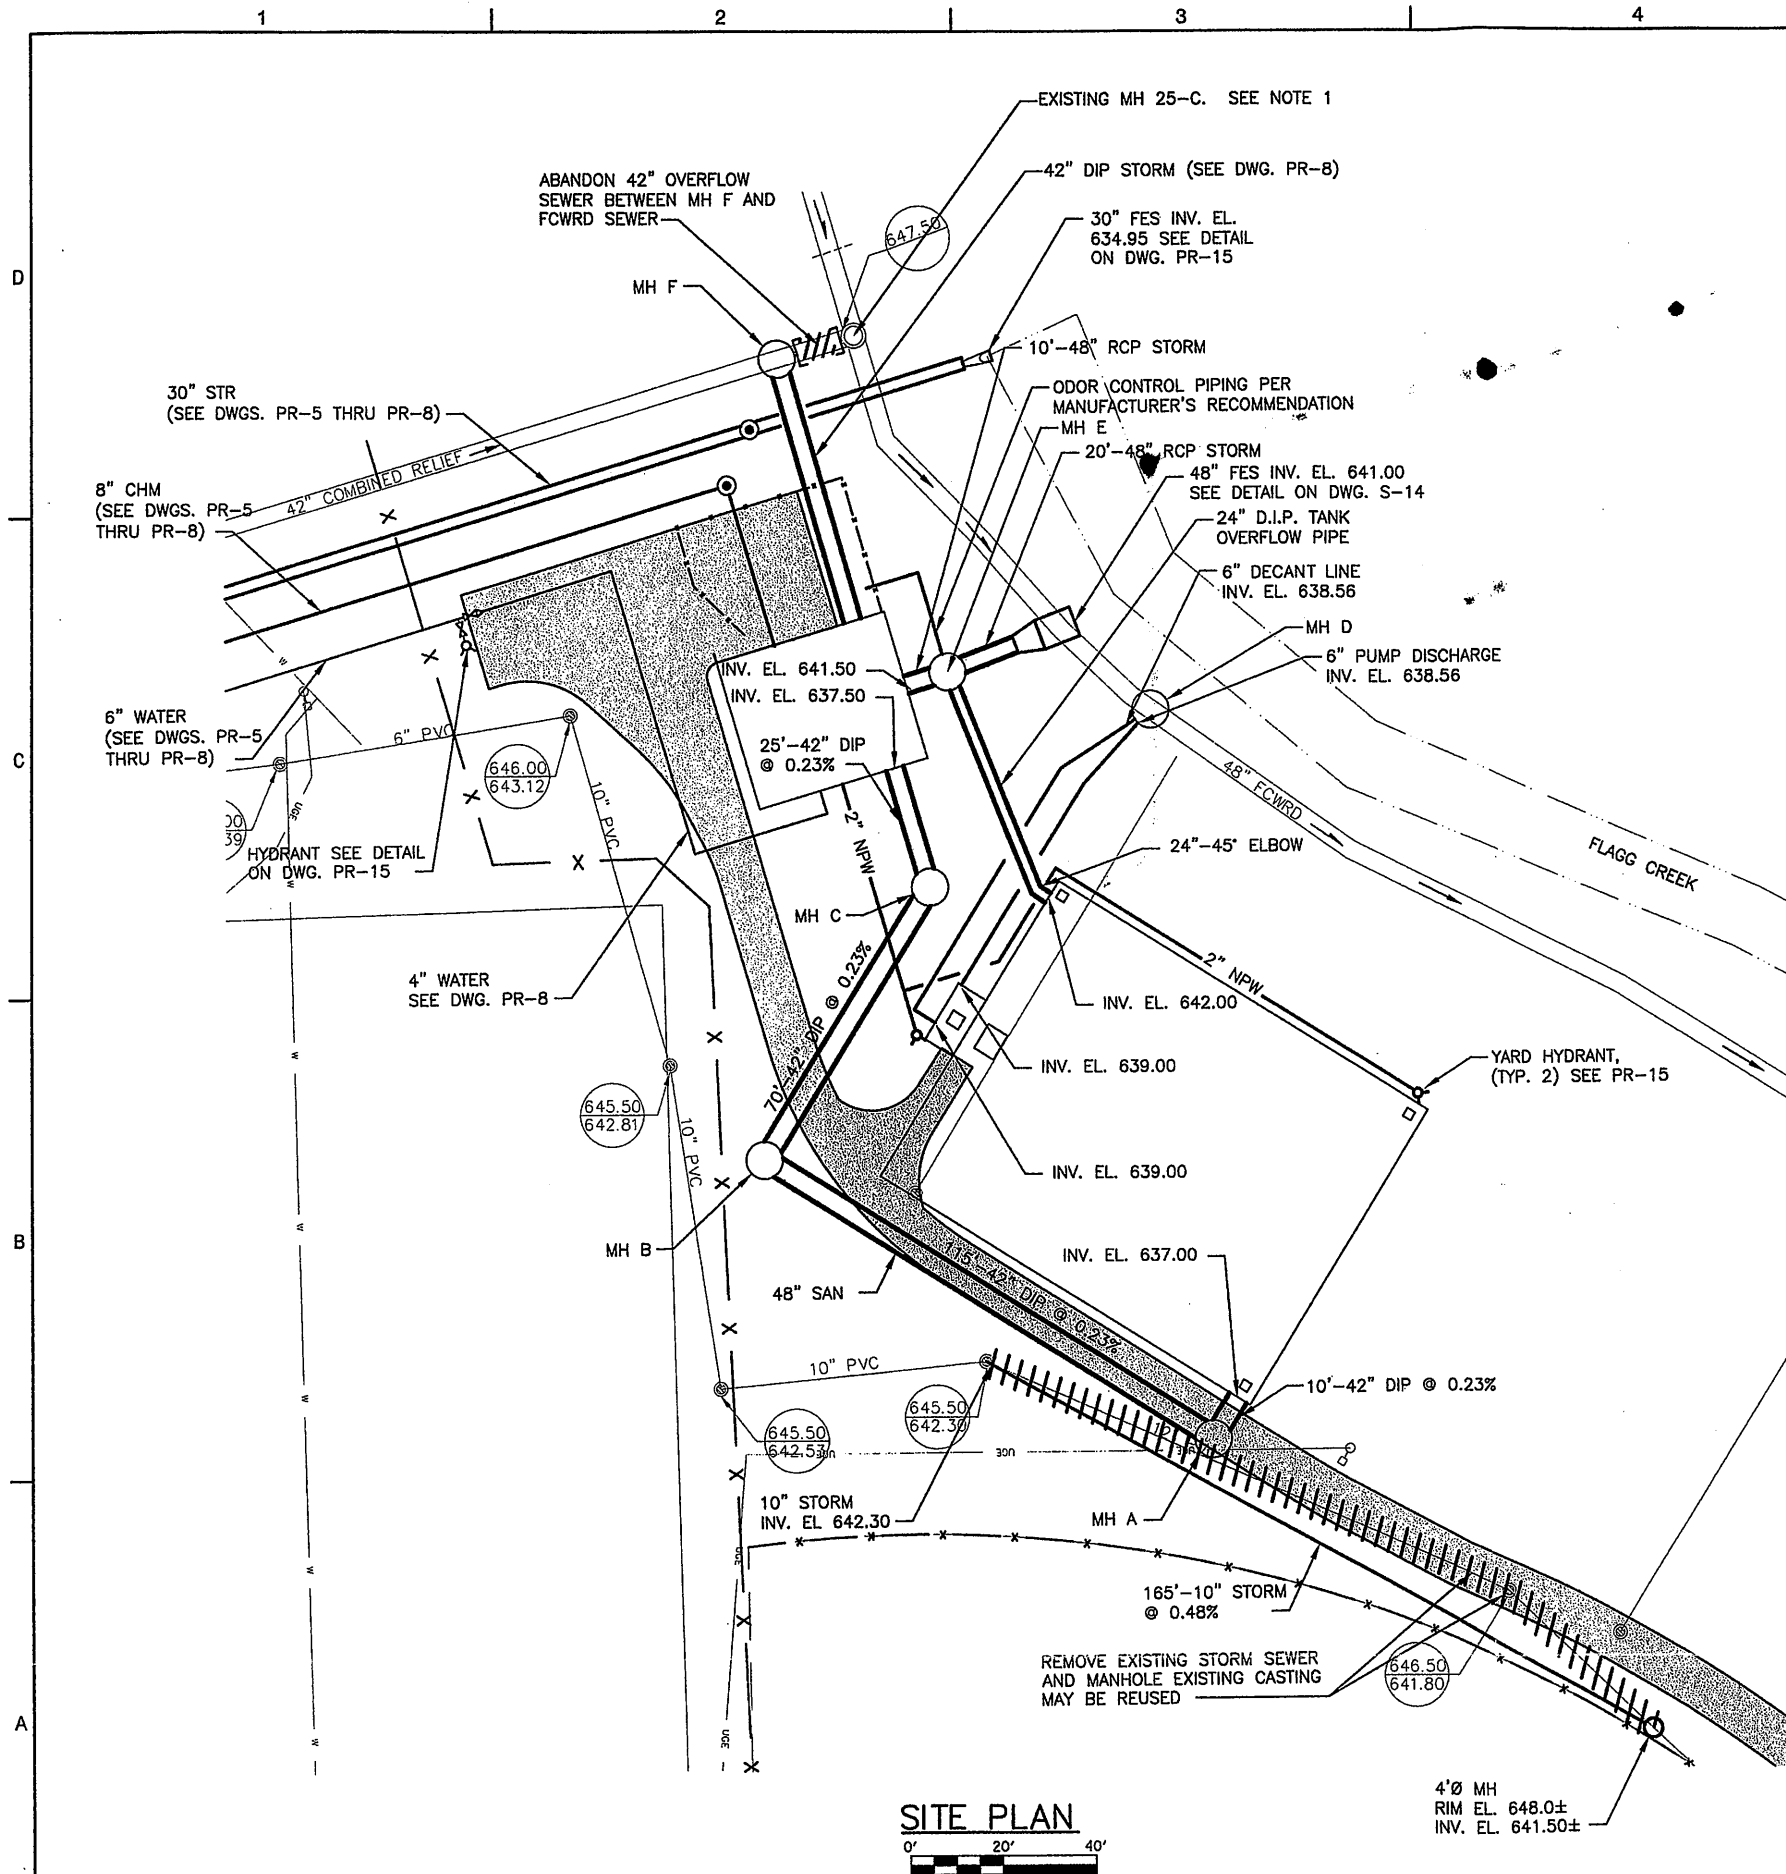 1
2
3
4
EXISTING MH 25-C. SEE NOTE 1
ABANDON 42" OVERFLOW
SEWER BETWEEN MH F AND
FCWRD SEWER
42" DIP STORM (SEE DWG. PR-8)
30" FES INV. EL.
634.95 SEE DETAIL
ON DWG. PR-15
647.50
D
MH F
10'-48" RCP STORM
30" STR
(SEE DWGS. PR-5 THRU PR-8)
ODOR CONTROL PIPING PER
MANUFACTURER'S RECOMMENDATION
MH E
20'-48" RCP STORM
42" COMBINED RELIEF
8" CHM
(SEE DWGS. PR-5
THRU PR-8)
48" FES INV. EL. 641.00
SEE DETAIL ON DWG. S-14
24" D.I.P. TANK
OVERFLOW PIPE
6" DECANT LINE
INV. EL. 638.56
MH D
6" PUMP DISCHARGE
INV. EL. 638.56
INV. EL. 641.50
INV. EL. 637.50
6" WATER
(SEE DWGS. PR-5
THRU PR-8)
6" PVC
25'-42" DIP
@ 0.23%
C
646.00
643.12
10" PVC
2" NPW
48" FCWRD
00
39
UGE
HYDRANT SEE DETAIL
ON DWG. PR-15
24"-45° ELBOW
FLAGG CREEK
MH C
4" WATER
SEE DWG. PR-8
70'-42" DIP @ 0.23%
2" NPW
INV. EL. 642.00
INV. EL. 639.00
YARD HYDRANT,
(TYP. 2) SEE PR-15
645.50
642.81
10" PVC
INV. EL. 639.00
B
MH B
48" SAN
INV. EL. 637.00
115'-42" DIP @ 0.23%
10" PVC
10'-42" DIP @ 0.23%
645.50
642.53
645.50
642.30
12
UGE
UGE
UGE
10" STORM
INV. EL 642.30
MH A
UGE
165'-10" STORM
@ 0.48%
REMOVE EXISTING STORM SEWER
AND MANHOLE EXISTING CASTING
MAY BE REUSED
646.50
641.80
A
UGE
4'Ø MH
RIM EL. 648.0±
INV. EL. 641.50±
SITE PLAN
0' 20' 40'